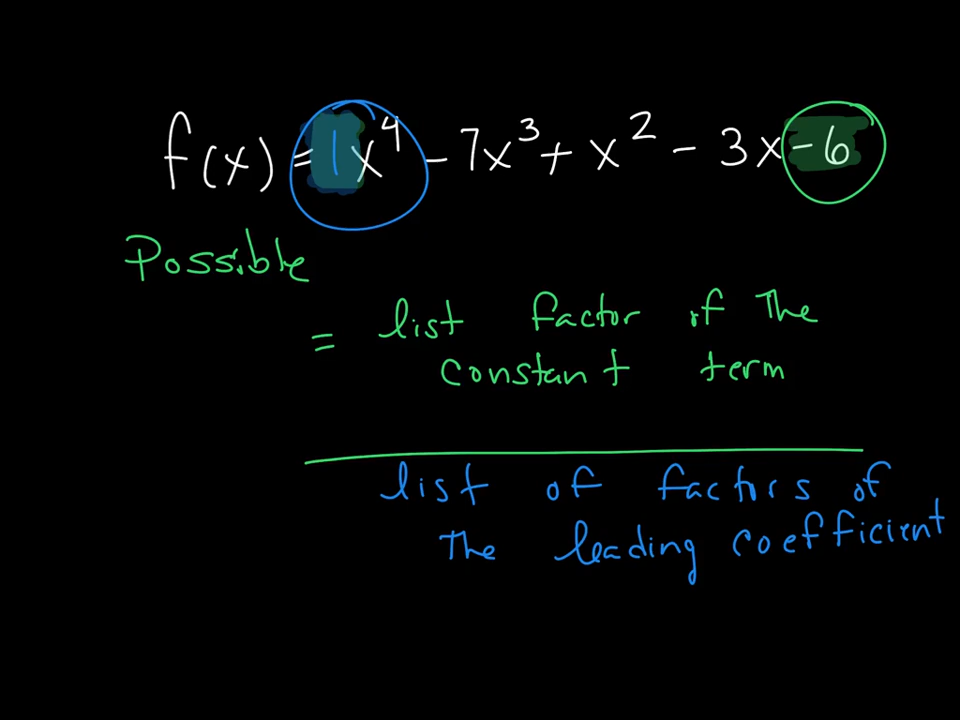 f(x) = 1x⁴ - 7x³ + x² - 3x - 6
Possible
= list factor of the
constant term
list of factors of
the leading coefficient